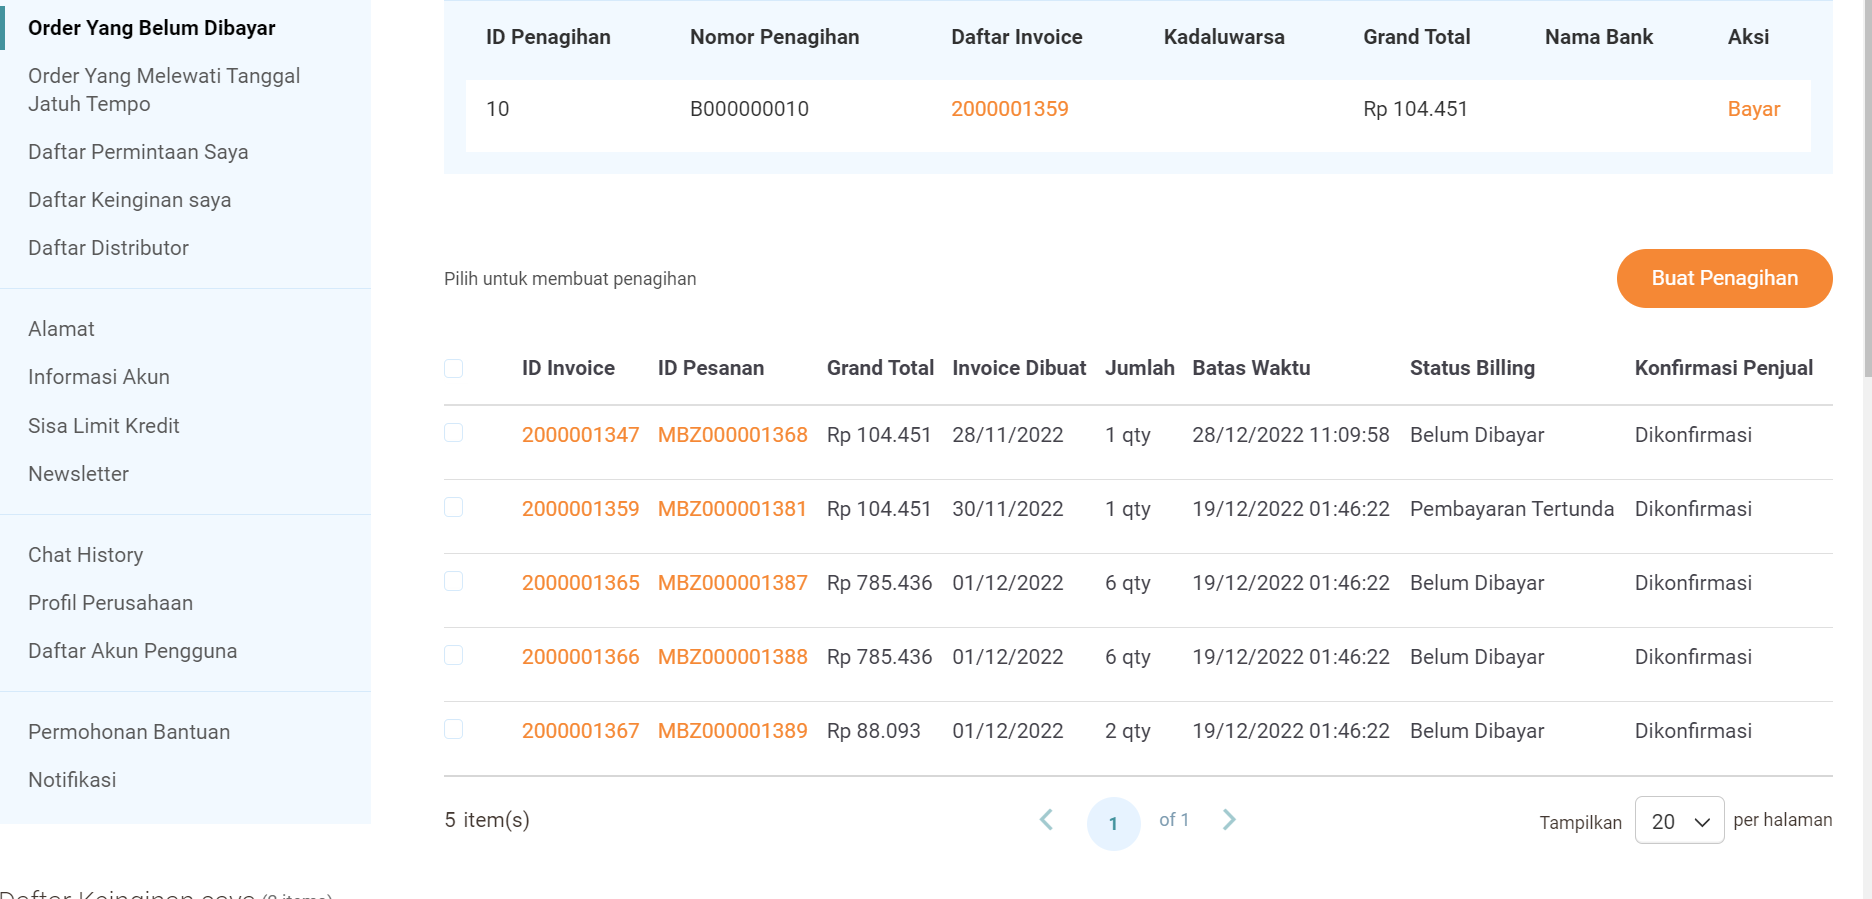 Order Yang Belum Dibayar
Order Yang Melewati Tanggal
Jatuh Tempo
Daftar Permintaan Saya
Daftar Keinginan saya
Daftar Distributor
Alamat
Informasi Akun
Sisa Limit Kredit
Newsletter
Chat History
Profil Perusahaan
Daftar Akun Pengguna
Permohonan Bantuan
Notifikasi
ID Penagihan Nomor Penagihan Daftar Invoice Kadaluwarsa Grand Total Nama Bank Aksi
10 B000000010 2000001359 Rp 104.451 Bayar
Pilih untuk membuat penagihan Buat Penagihan
ID Invoice ID Pesanan Grand Total Invoice Dibuat Jumlah Batas Waktu Status Billing Konfirmasi Penjual
2000001347 MBZ000001368 Rp 104.451 28/11/2022 1 qty 28/12/2022 11:09:58 Belum Dibayar Dikonfirmasi
2000001359 MBZ000001381 Rp 104.451 30/11/2022 1 qty 19/12/2022 01:46:22 Pembayaran Tertunda Dikonfirmasi
2000001365 MBZ000001387 Rp 785.436 01/12/2022 6 qty 19/12/2022 01:46:22 Belum Dibayar Dikonfirmasi
2000001366 MBZ000001388 Rp 785.436 01/12/2022 6 qty 19/12/2022 01:46:22 Belum Dibayar Dikonfirmasi
2000001367 MBZ000001389 Rp 88.093 01/12/2022 2 qty 19/12/2022 01:46:22 Belum Dibayar Dikonfirmasi
5 item(s) 1 of 1 Tampilkan 20 per halaman
Daftar Keinginan saya